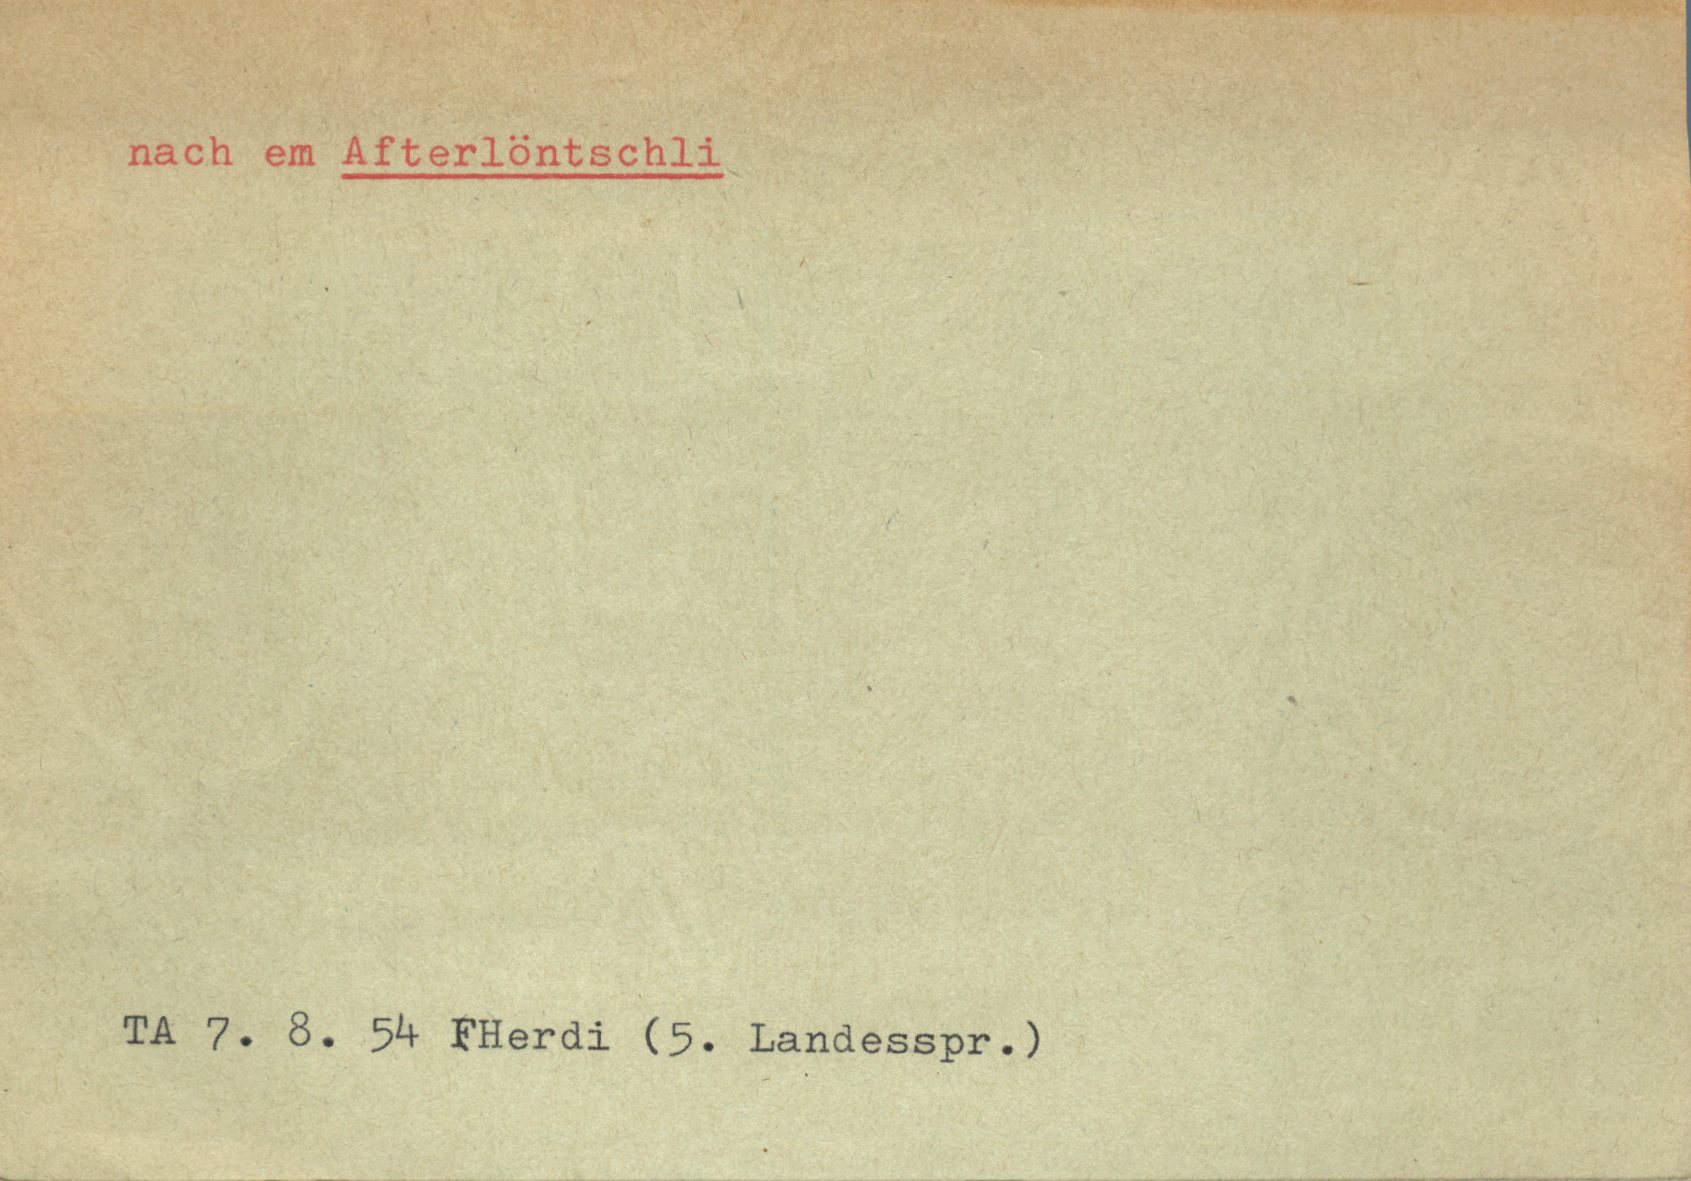 nach em Afterlöntschli
TA 7. 8. 54 FHerdi (5. Landesspr.)